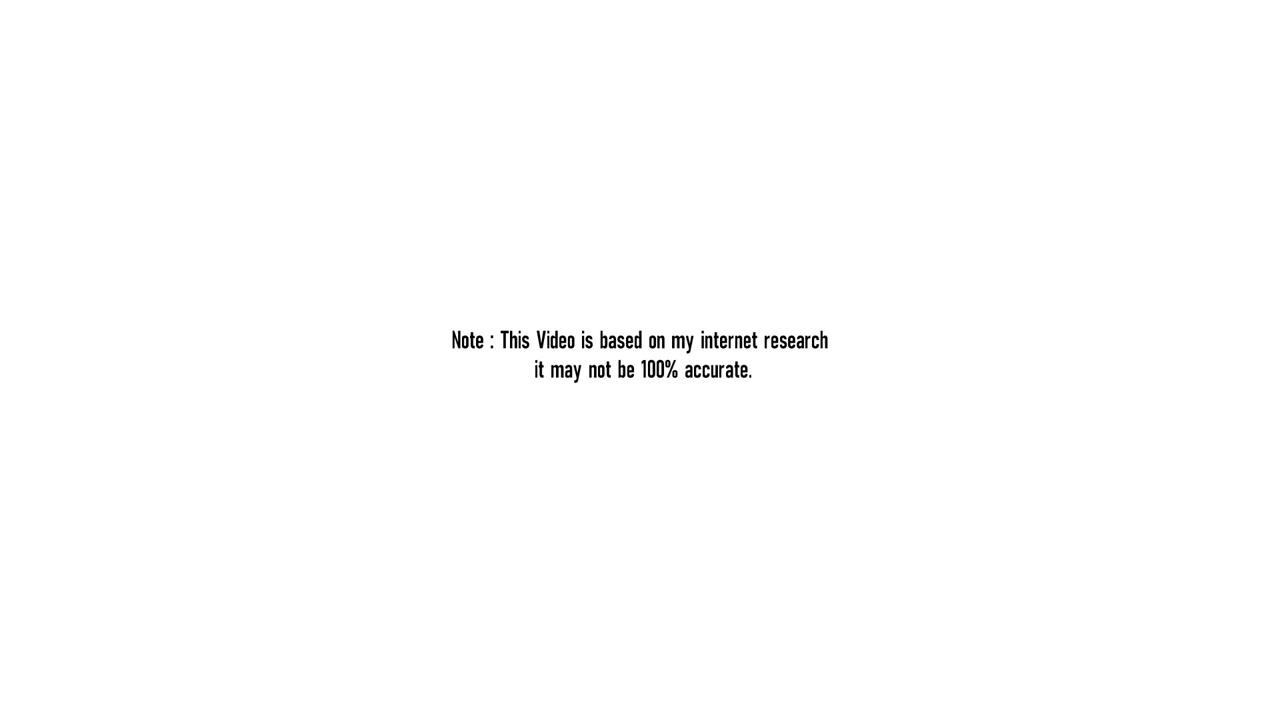 Note : This Video is based on my internet research
it may not be 100% accurate.